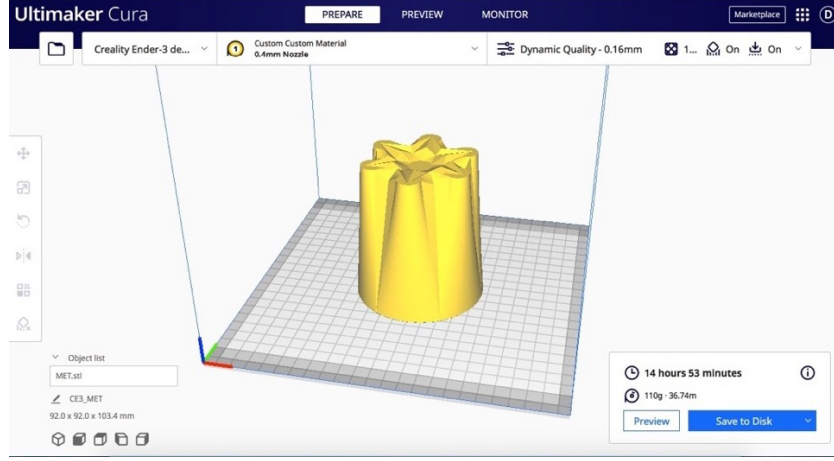 Ultimaker Cura
PREPARE
PREVIEW
MONITOR
Marketplace
D
Creality Ender-3 de...
1
Custom Custom Material
0.4mm Nozzle
Dynamic Quality - 0.16mm
1...
On
On
Object list
MET.stl
CE3_MET
92.0 x 92.0 x 103.4 mm
14 hours 53 minutes
110g · 36.74m
Preview
Save to Disk